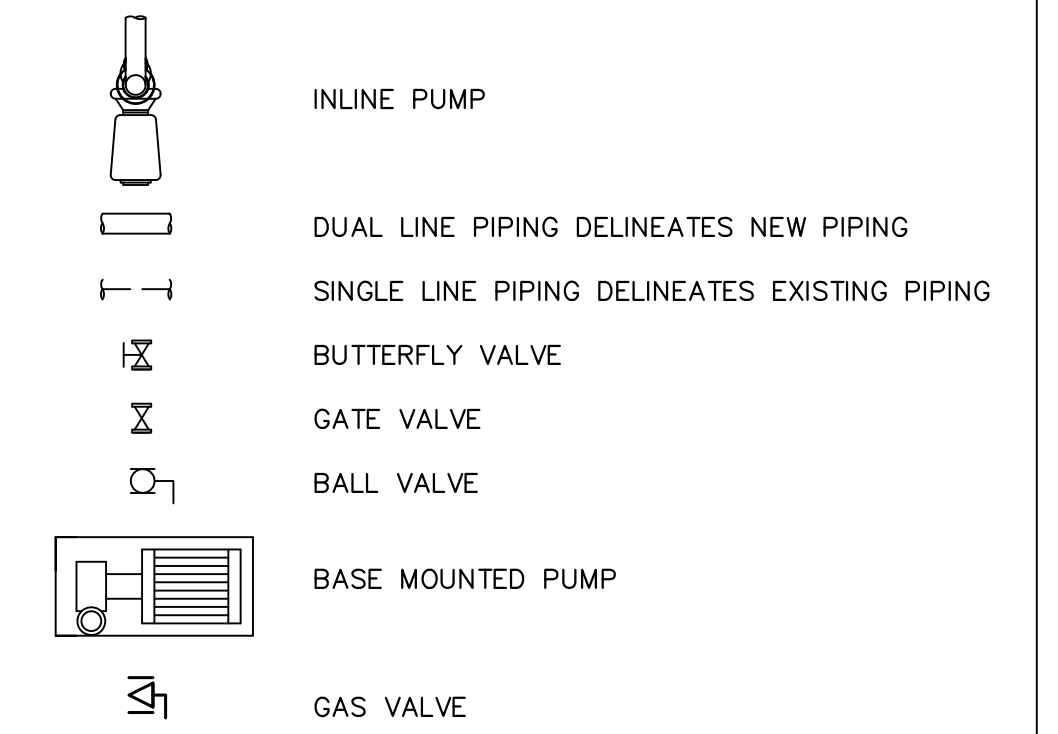 INLINE PUMP
DUAL LINE PIPING DELINEATES NEW PIPING
SINGLE LINE PIPING DELINEATES EXISTING PIPING
BUTTERFLY VALVE
GATE VALVE
BALL VALVE
BASE MOUNTED PUMP
GAS VALVE